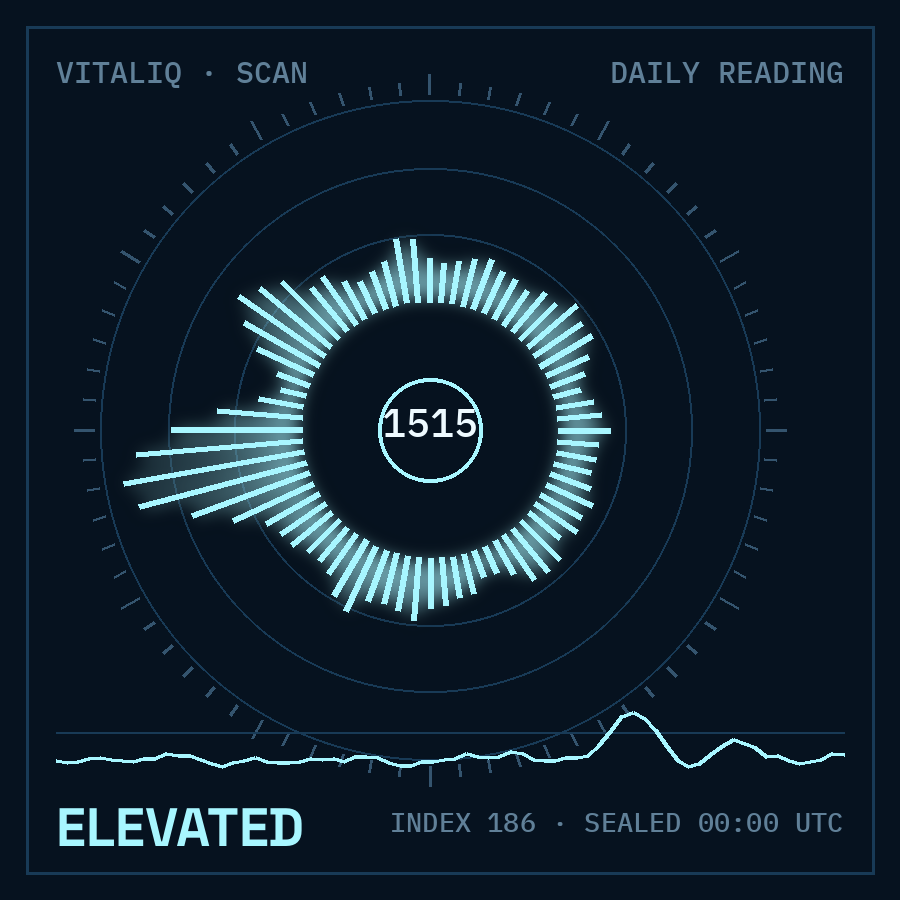 VITALIQ · SCAN
DAILY READING
1515
ELEVATED
INDEX 186 · SEALED 00:00 UTC